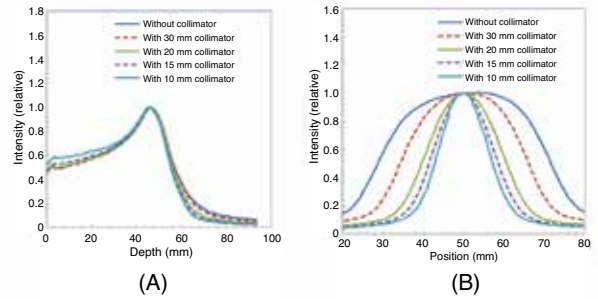 1.8
1.6
1.4
1.2
1.0
0.8
0.6
0.4
0.2
0
Intensity (relative)
Without collimator
With 30 mm collimator
With 20 mm collimator
With 15 mm collimator
With 10 mm collimator
0 20 40 60 80 100
Depth (mm)
(A)
1.6
1.4
1.2
1.0
0.8
0.6
0.4
0.2
0
Intensity (relative)
Without collimator
With 30 mm collimator
With 20 mm collimator
With 15 mm collimator
With 10 mm collimator
20 30 40 50 60 70 80
Position (mm)
(B)